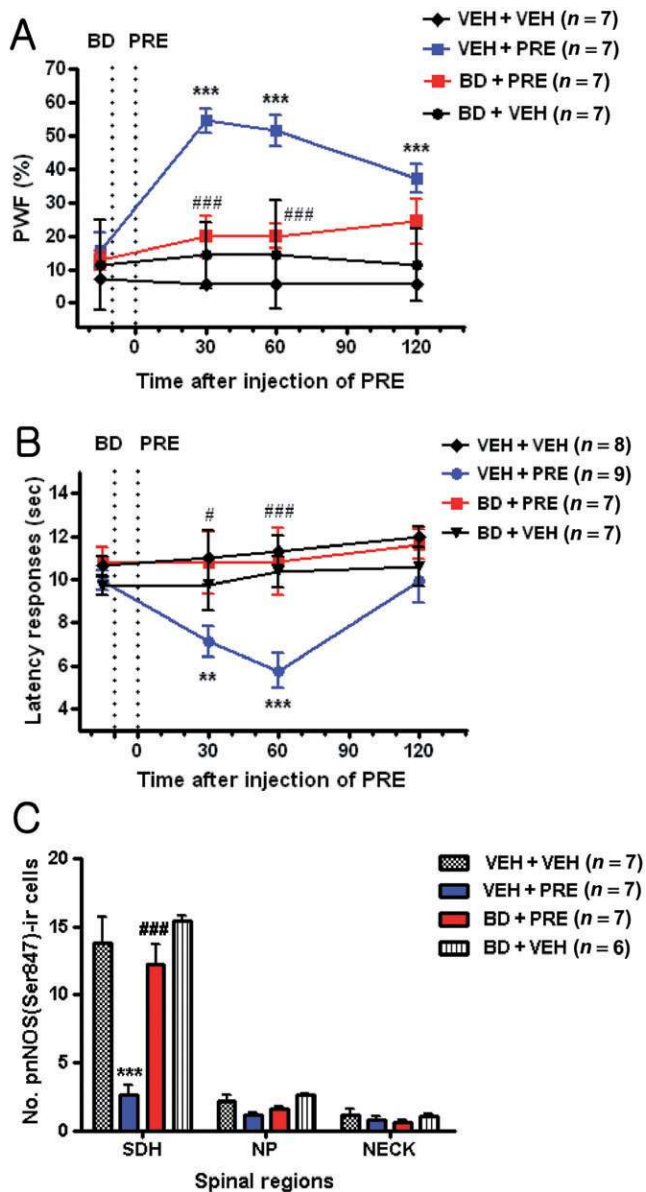 A
BD PRE
VEH + VEH (n = 7)
VEH + PRE (n = 7)
BD + PRE (n = 7)
BD + VEH (n = 7)
PWF (%)
70
60
50
40
30
20
10
0
***
***
***
###
###
0 30 60 90 120
Time after injection of PRE
B
BD PRE
VEH + VEH (n = 8)
VEH + PRE (n = 9)
BD + PRE (n = 7)
BD + VEH (n = 7)
Latency responses (sec)
14
12
10
8
6
4
#
###
**
***
0 30 60 90 120
Time after injection of PRE
C
VEH + VEH (n = 7)
VEH + PRE (n = 7)
BD + PRE (n = 7)
BD + VEH (n = 6)
No. pnNOS(Ser847)-ir cells
20
15
10
5
0
###
***
SDH NP NECK
Spinal regions